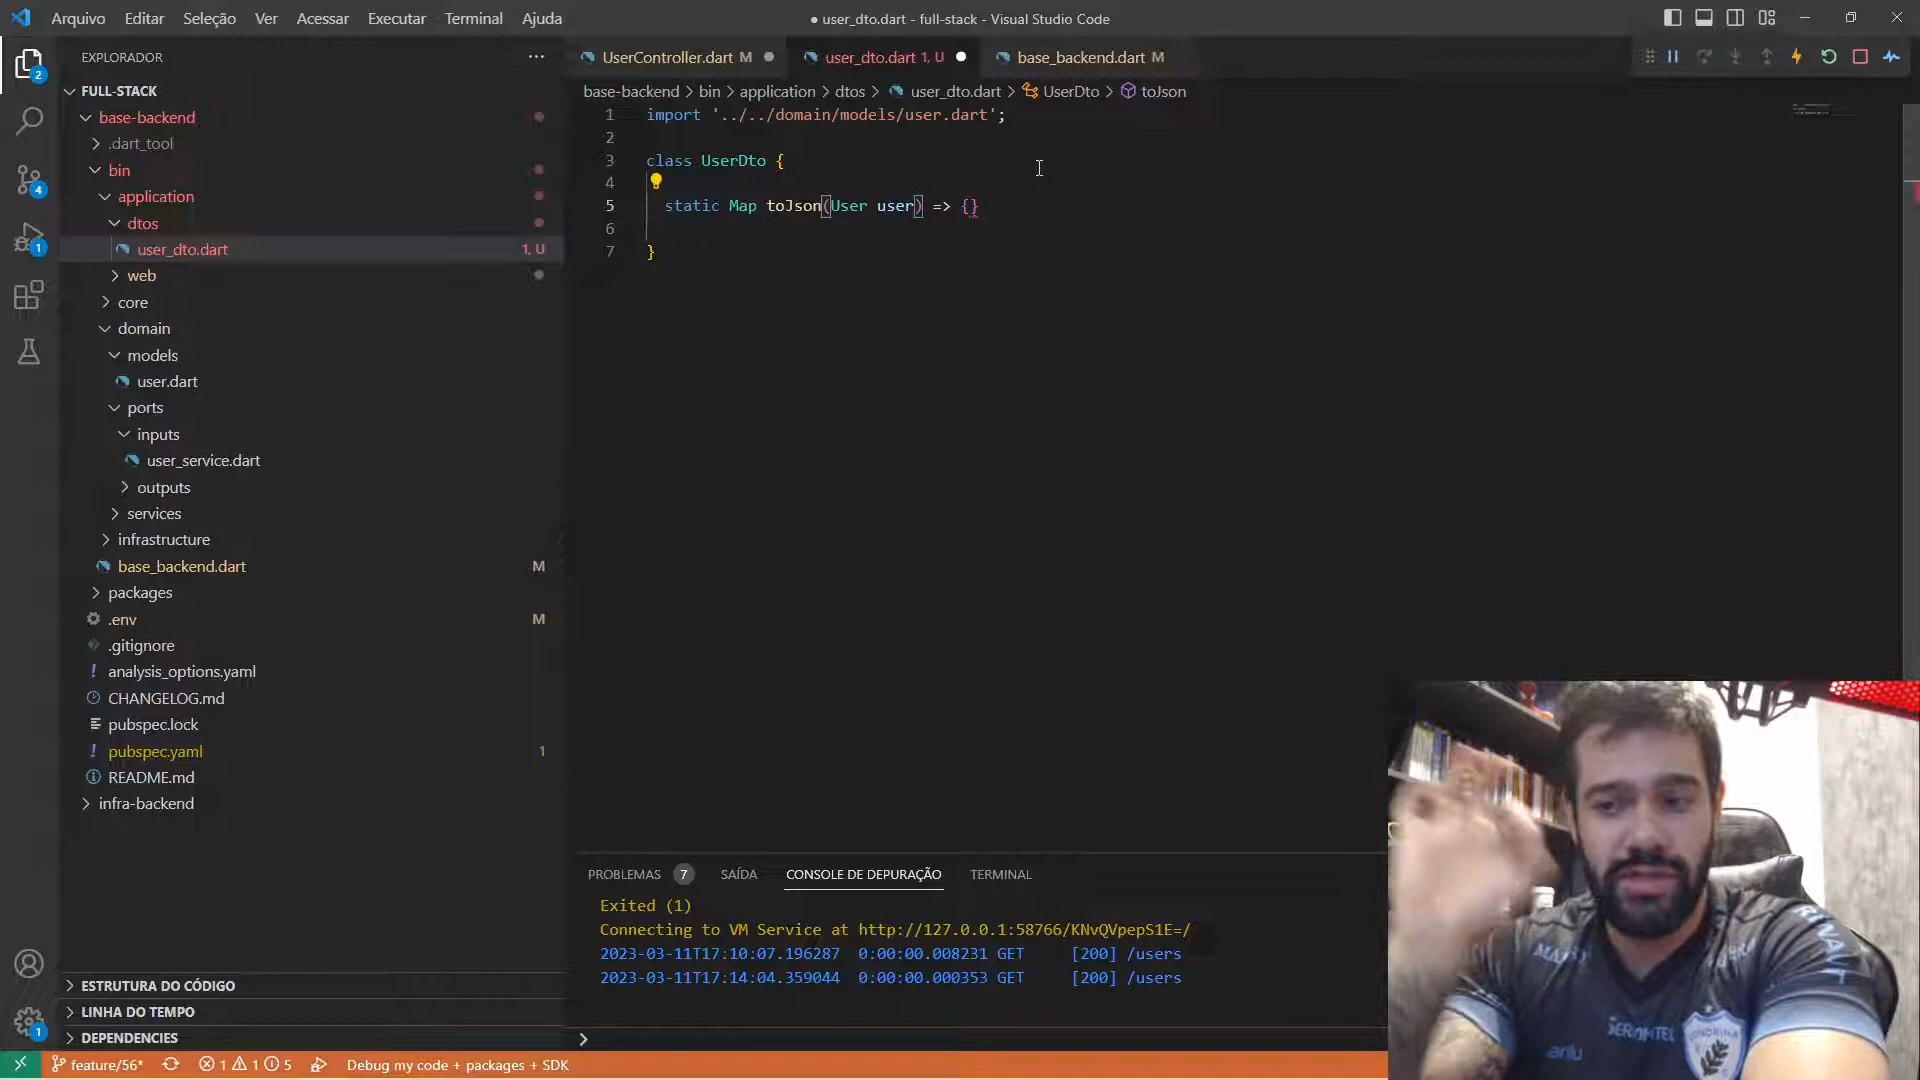 Arquivo Editar Seleção Ver Acessar Executar Terminal Ajuda
● user_dto.dart - full-stack - Visual Studio Code
EXPLORADOR
UserController.dart M
user_dto.dart 1, U
base_backend.dart M
base-backend > bin > application > dtos > user_dto.dart > UserDto > toJson
2
4
1
1
FULL-STACK
base-backend
.dart_tool
bin
application
dtos
user_dto.dart 1, U
web
core
domain
models
user.dart
ports
inputs
user_service.dart
outputs
services
infrastructure
base_backend.dart M
packages
.env M
.gitignore
analysis_options.yaml
CHANGELOG.md
pubspec.lock
pubspec.yaml 1
README.md
infra-backend
ESTRUTURA DO CÓDIGO
LINHA DO TEMPO
DEPENDENCIES
1 import '../../domain/models/user.dart';
2
3 class UserDto {
4
5 static Map toJson(User user) => {}
6
7 }
PROBLEMAS 7 SAÍDA CONSOLE DE DEPURAÇÃO TERMINAL
Exited (1)
Connecting to VM Service at http://127.0.0.1:58766/KNvQVpepS1E=/
2023-03-11T17:10:07.196287 0:00:00.008231 GET [200] /users
2023-03-11T17:14:04.359044 0:00:00.000353 GET [200] /users
feature/56* 1 1 5 Debug my code + packages + SDK